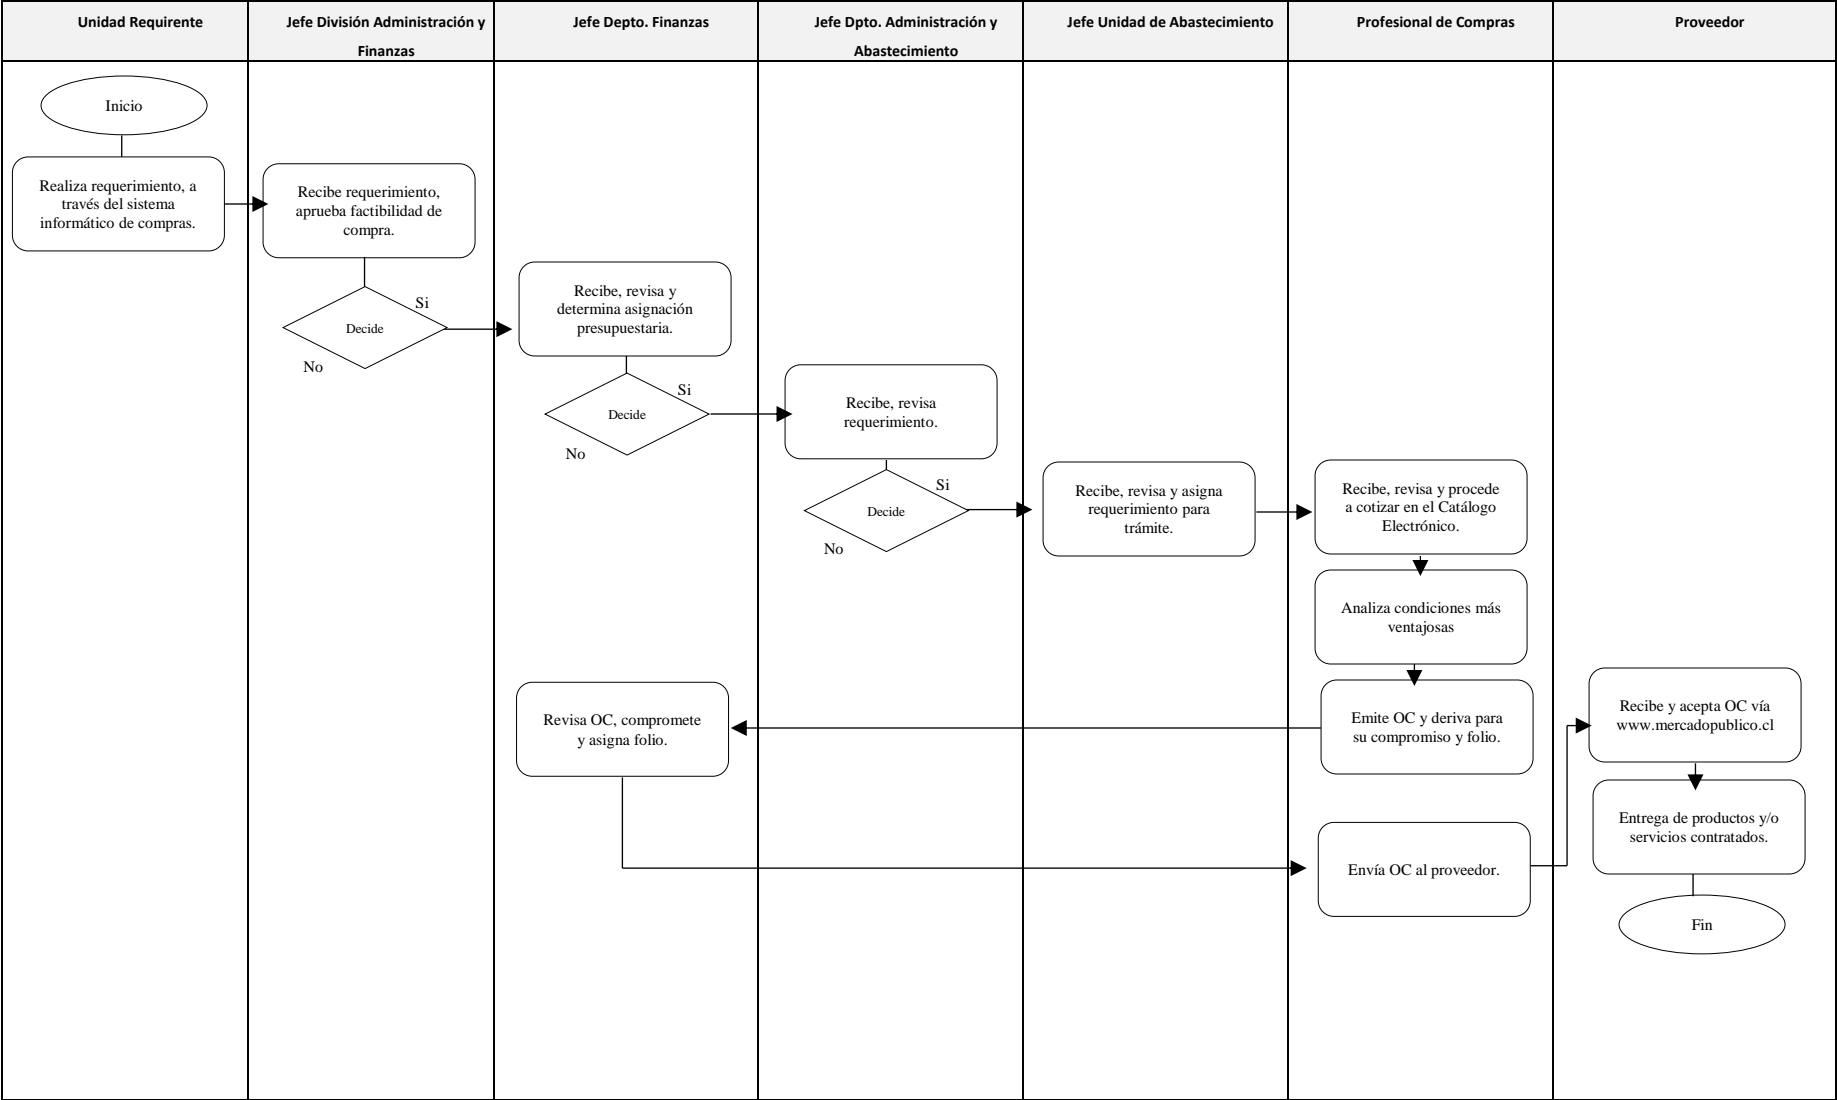 Unidad Requirente
Jefe División Administración y
Finanzas
Jefe Depto. Finanzas
Jefe Dpto. Administración y
Abastecimiento
Jefe Unidad de Abastecimiento
Profesional de Compras
Proveedor
Inicio
Realiza requerimiento, a
través del sistema
informático de compras.
Recibe requerimiento,
aprueba factibilidad de
compra.
Si
Decide
No
Recibe, revisa y
determina asignación
presupuestaria.
Si
Decide
No
Recibe, revisa
requerimiento.
Si
Decide
No
Recibe, revisa y asigna
requerimiento para
trámite.
Recibe, revisa y procede
a cotizar en el Catálogo
Electrónico.
Analiza condiciones más
ventajosas
Emite OC y deriva para
su compromiso y folio.
Revisa OC, compromete
y asigna folio.
Envía OC al proveedor.
Recibe y acepta OC vía
www.mercadopublico.cl
Entrega de productos y/o
servicios contratados.
Fin